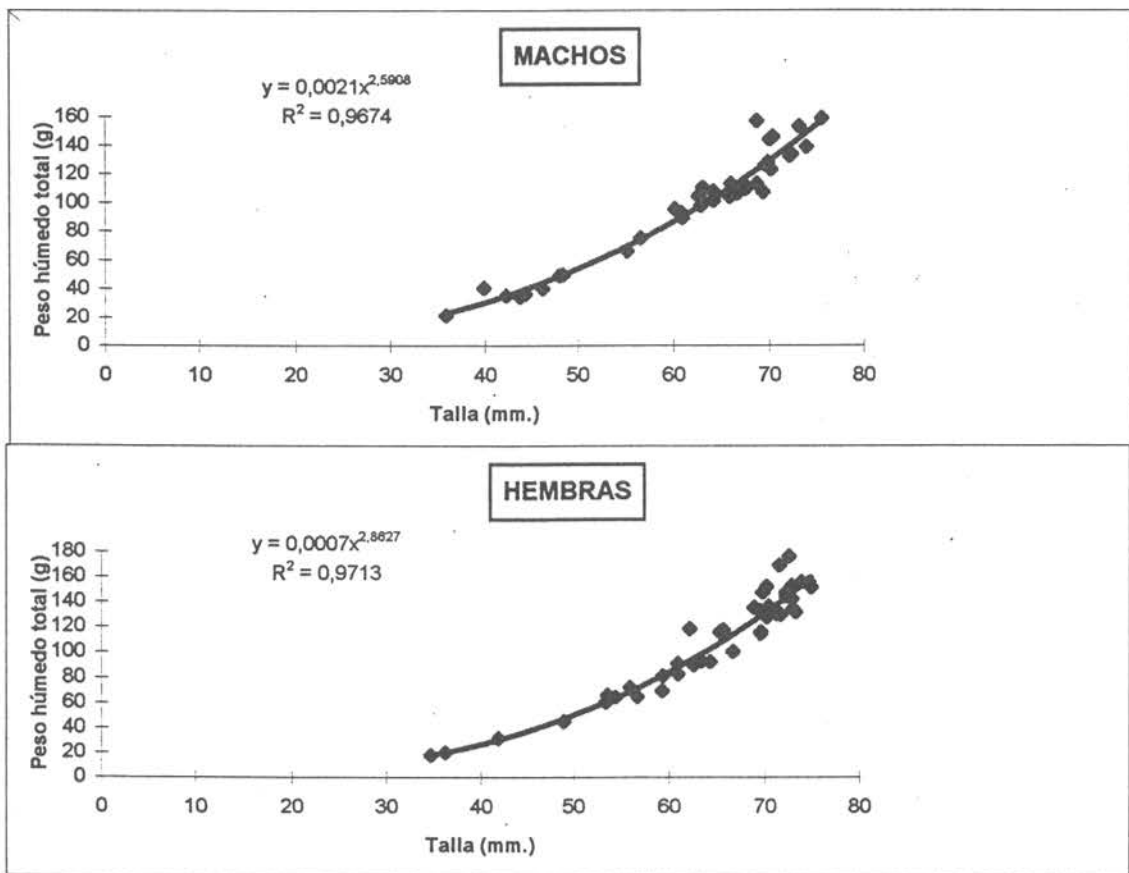 MACHOS
y = 0,0021x^2,5908
R² = 0,9674
Peso húmedo total (g)
160
140
120
100
80
60
40
20
0
0 10 20 30 40 50 60 70 80
Talla (mm.)
HEMBRAS
y = 0,0007x^2,8627
R² = 0,9713
Peso húmedo total (g)
180
160
140
120
100
80
60
40
20
0
0 10 20 30 40 50 60 70 80
Talla (mm.)